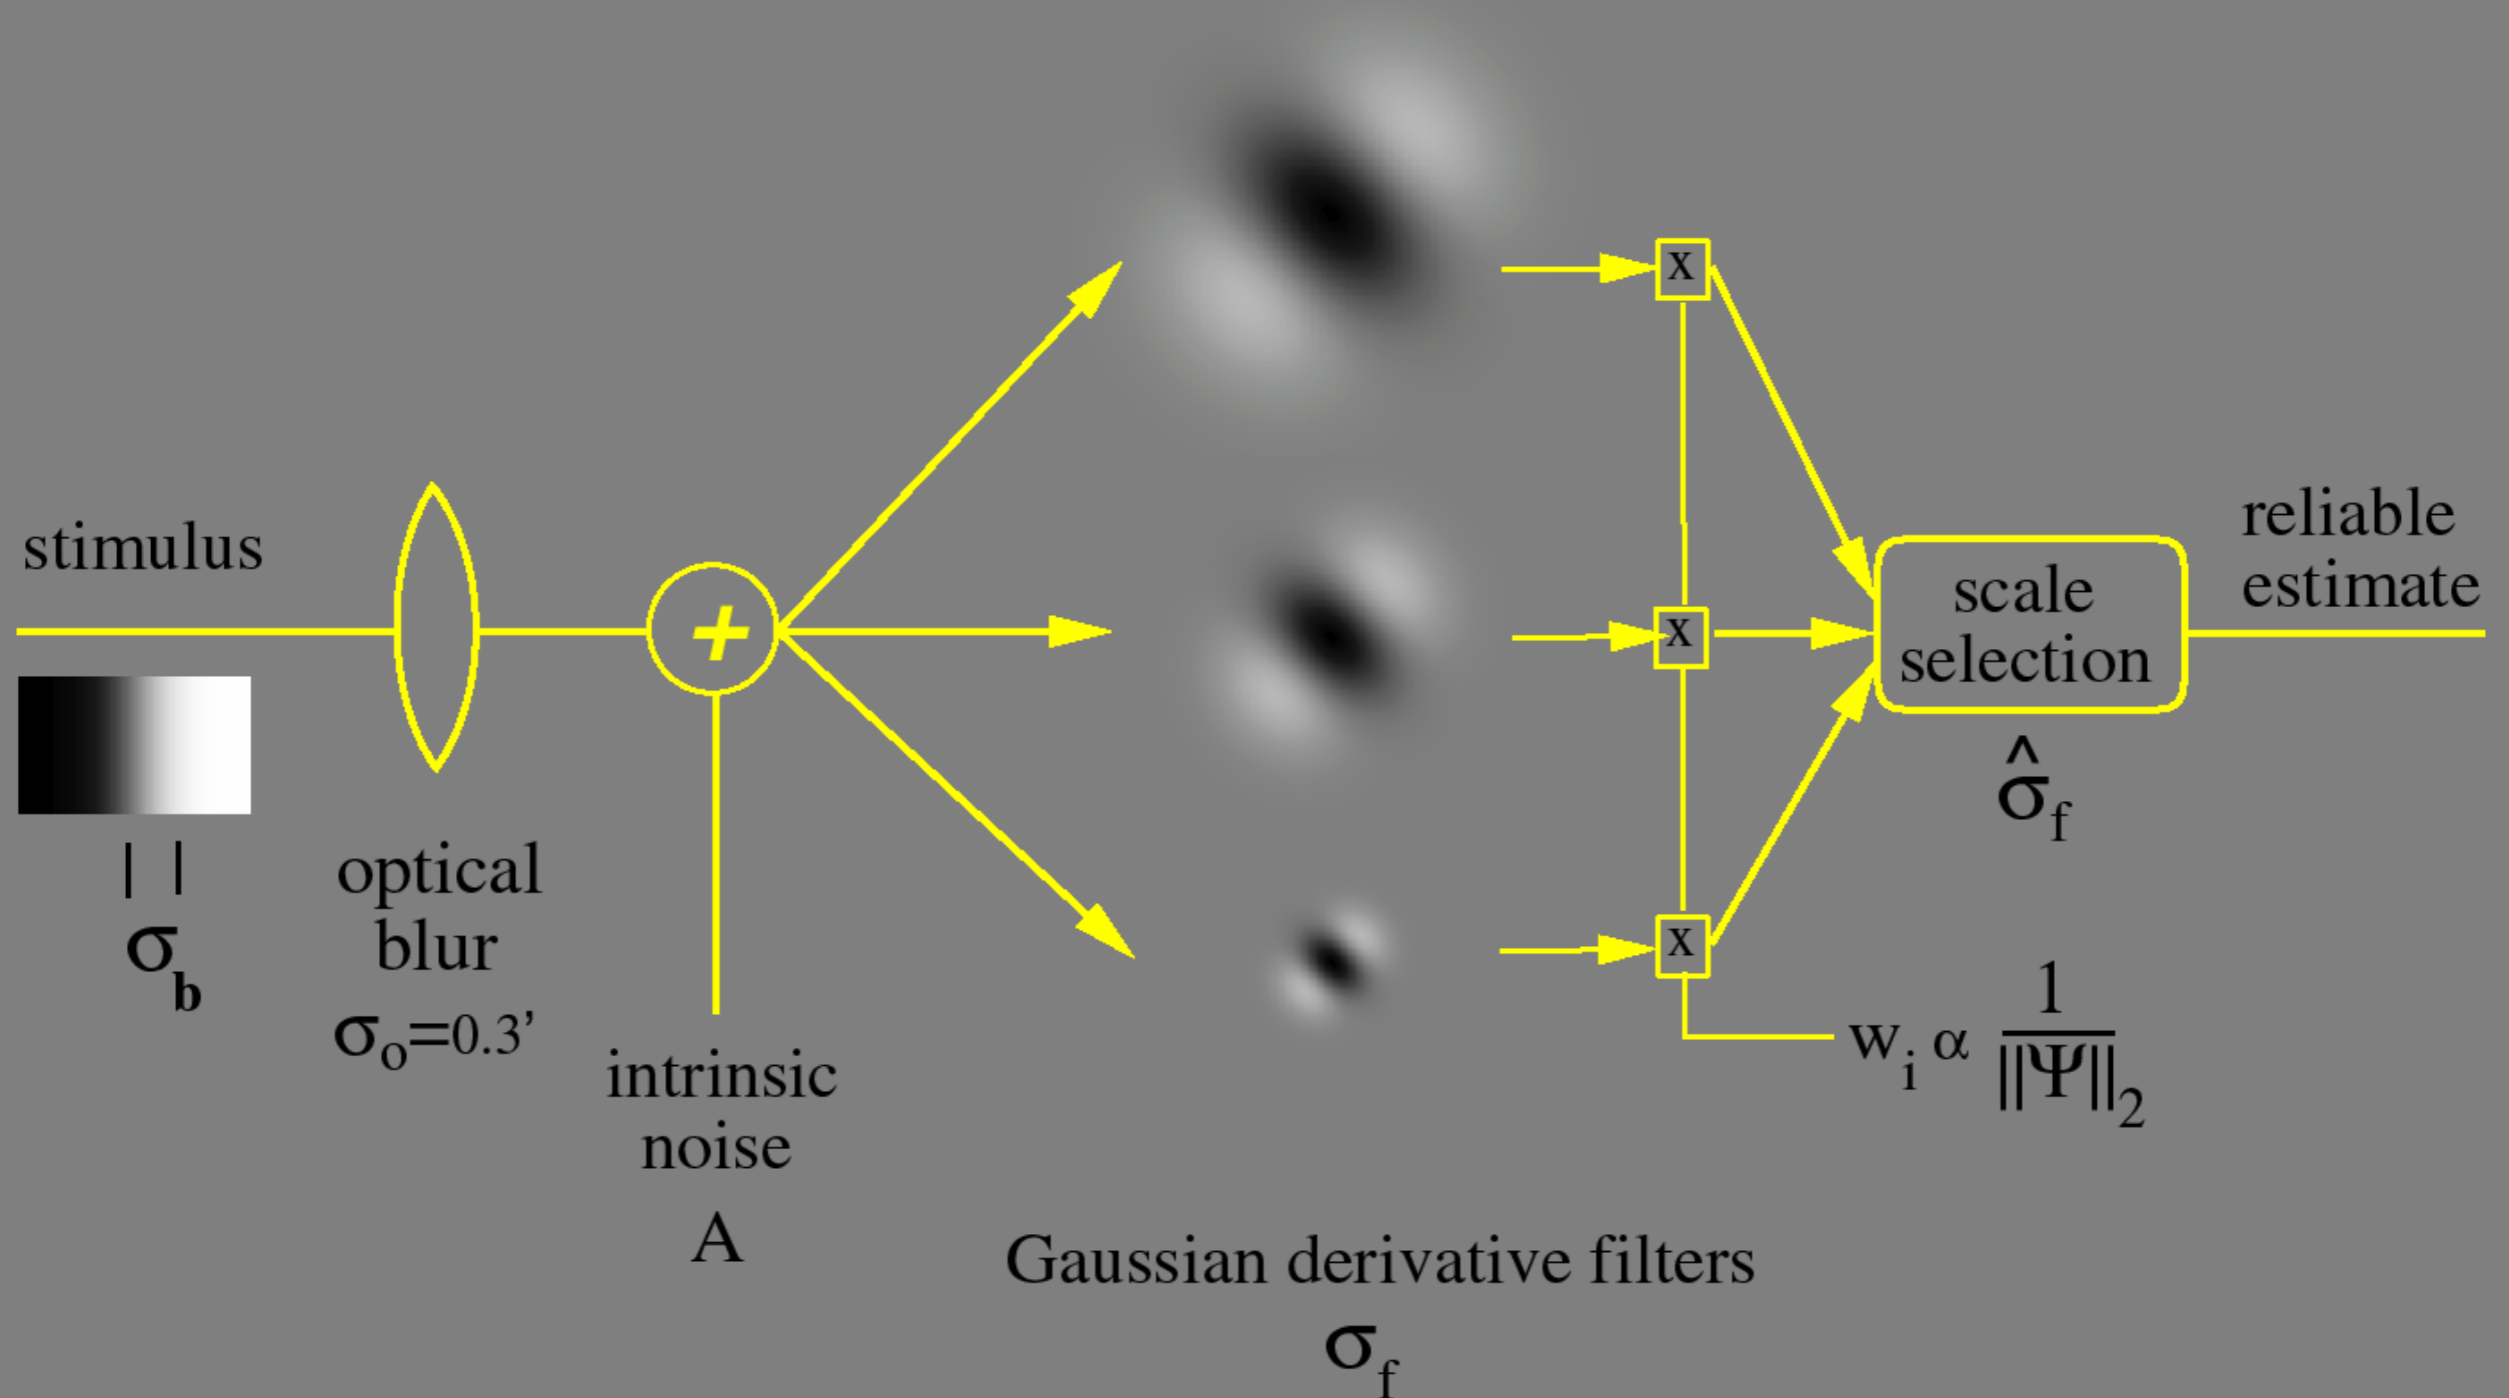 stimulus
σb
optical
blur
σo=0.3’
+
intrinsic
noise
A
Gaussian derivative filters
σf
x
x
x
wi α 1/||Ψ||2
scale
selection
σ̂f
reliable
estimate